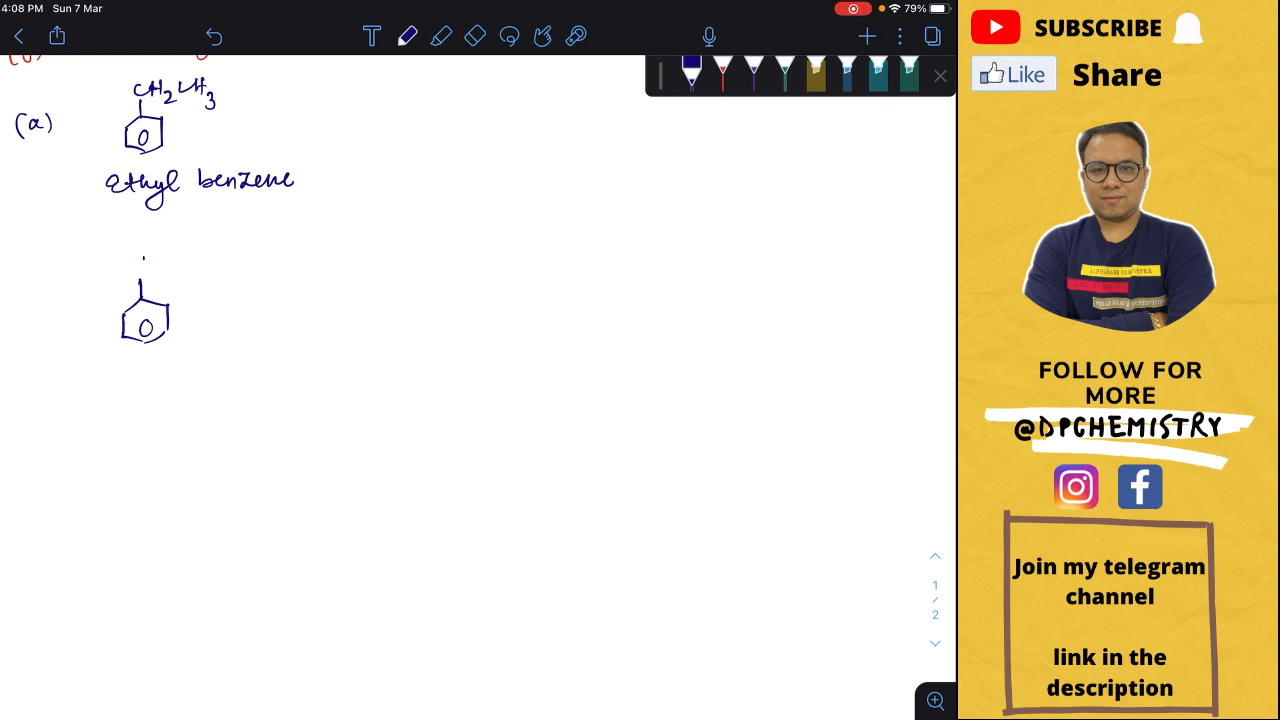 4:08 PM Sun 7 Mar
79%
CH2CH3
(a)
ethyl benzene
1
/
2
SUBSCRIBE
Like Share
FOLLOW FOR
MORE
@DPCHEMISTRY
Join my telegram
channel
link in the
description